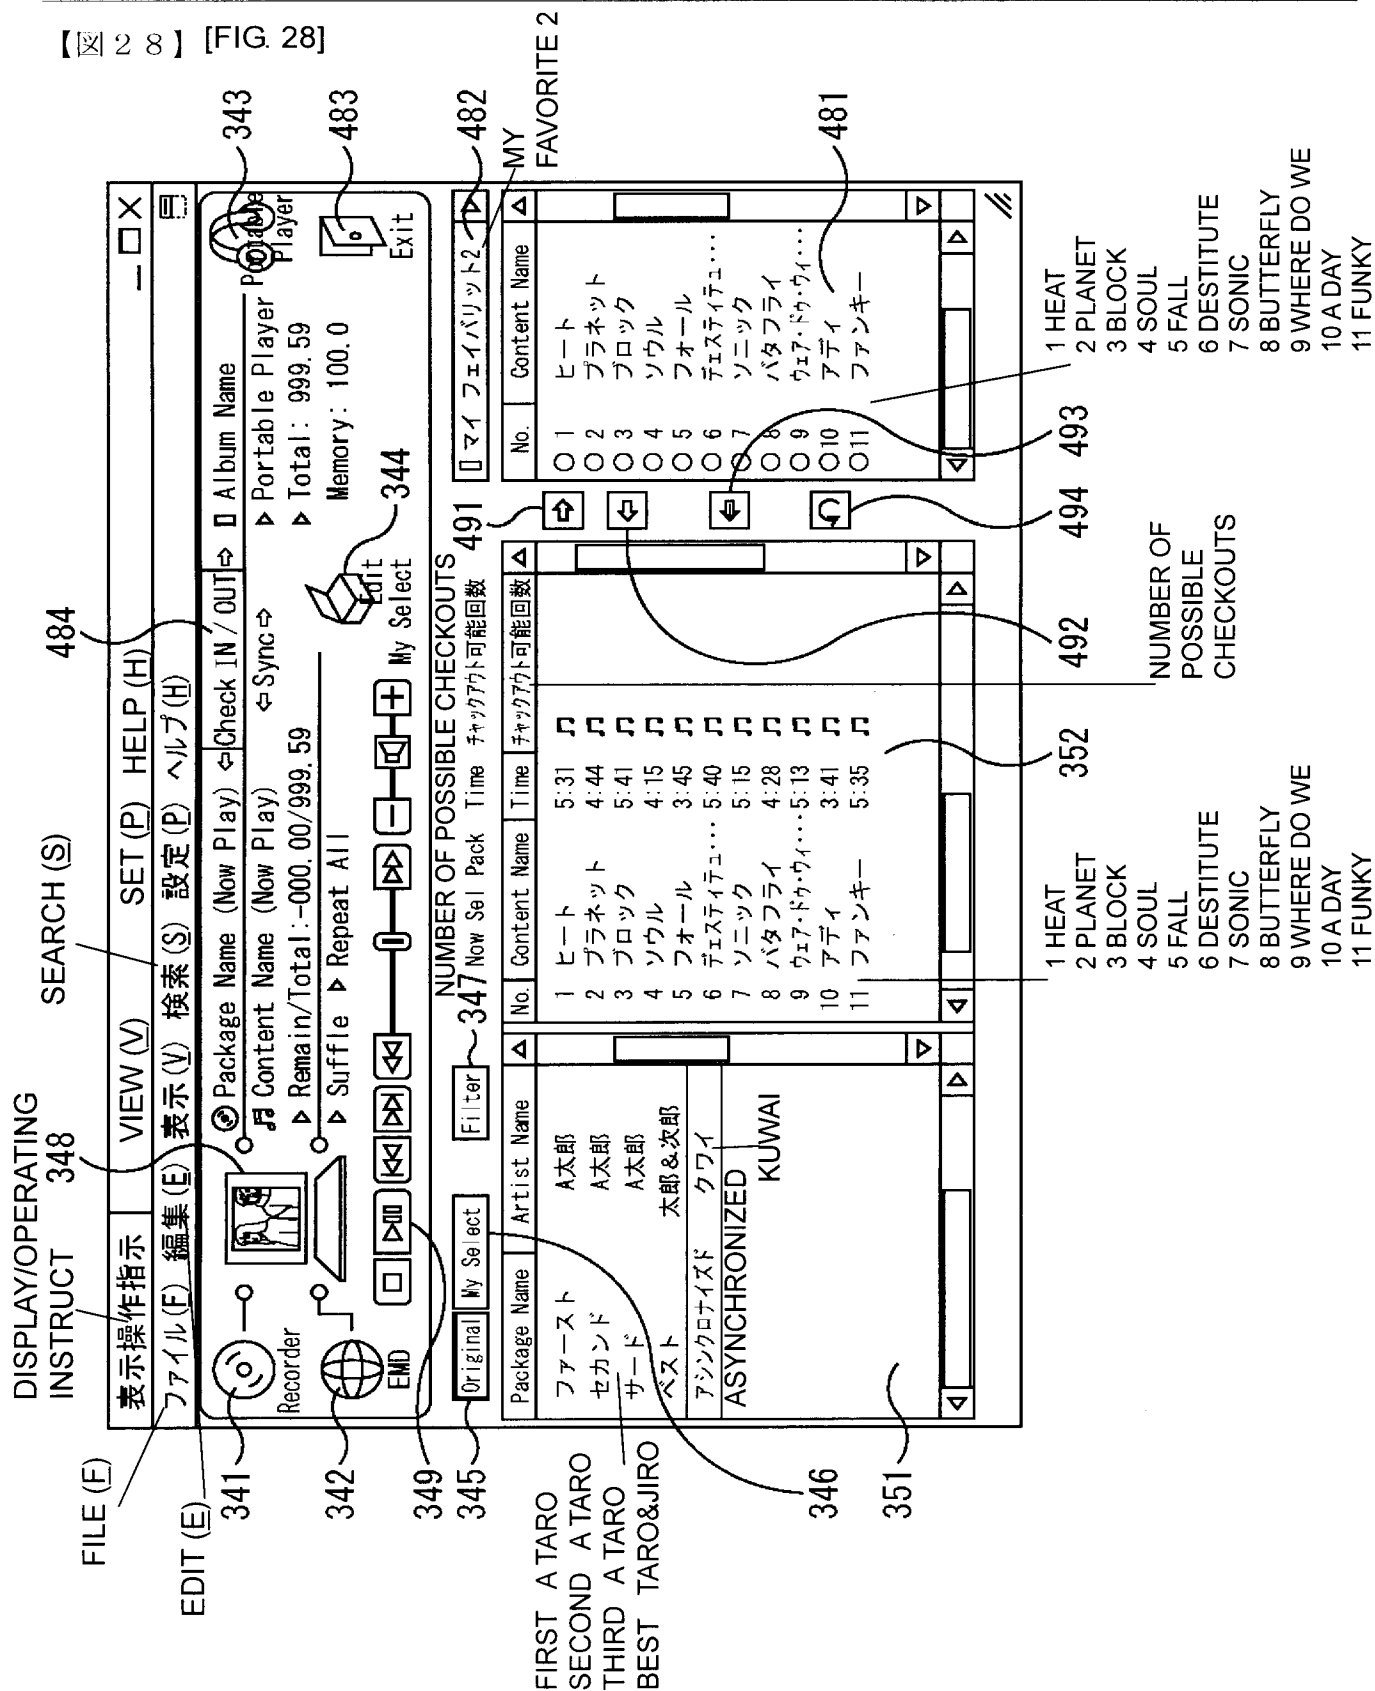 【図２８】 [FIG. 28]
DISPLAY/OPERATING
INSTRUCT
FILE (F)
EDIT (E)
VIEW (V)
SEARCH (S)
SET (P)
HELP (H)
348
484
表示操作指示
ファイル(F) 編集(E) 表示(V) 検索(S) 設定(P) ヘルプ(H)
341
Recorder
342
EMD
349
Package Name (Now Play)
Content Name (Now Play)
Remain/Total:-000.00/999.59
Suffle
Repeat All
Check IN / OUT
Sync
Album Name
Portable Player
Total: 999.59
Memory: 100.0
Portable
Player
343
483
Exit
344
Edit
My Select
345
Original
My Select
Filter
347
NUMBER OF POSSIBLE CHECKOUTS
Now Sel Pack Time チャックアウト可能回数
491
マイ フェイバリット2
482
MY
FAVORITE 2
Package Name Artist Name
ファースト A太郎
セカンド A太郎
サード A太郎
ベスト 太郎&次郎
アシンクロナイズド クワイ
ASYNCHRONIZED
KUWAI
FIRST A TARO
SECOND A TARO
THIRD A TARO
BEST TARO&JIRO
346
351
No. Content Name Time チャックアウト可能回数
1 ヒート 5:31
2 プラネット 4:44
3 ブロック 5:41
4 ソウル 4:15
5 フォール 3:45
6 デェスティテュ… 5:40
7 ソニック 5:15
8 バタフライ 4:28
9 ウェア・ドゥ・ウィ… 5:13
10 アディ 3:41
11 ファンキー 5:35
352
492
NUMBER OF
POSSIBLE
CHECKOUTS
494
493
No. Content Name
1 ヒート
2 プラネット
3 ブロック
4 ソウル
5 フォール
6 デェスティテュ…
7 ソニック
8 バタフライ
9 ウェア・ドゥ・ウィ…
10 アディ
11 ファンキー
481
1 HEAT
2 PLANET
3 BLOCK
4 SOUL
5 FALL
6 DESTITUTE
7 SONIC
8 BUTTERFLY
9 WHERE DO WE
10 A DAY
11 FUNKY
1 HEAT
2 PLANET
3 BLOCK
4 SOUL
5 FALL
6 DESTITUTE
7 SONIC
8 BUTTERFLY
9 WHERE DO WE
10 A DAY
11 FUNKY